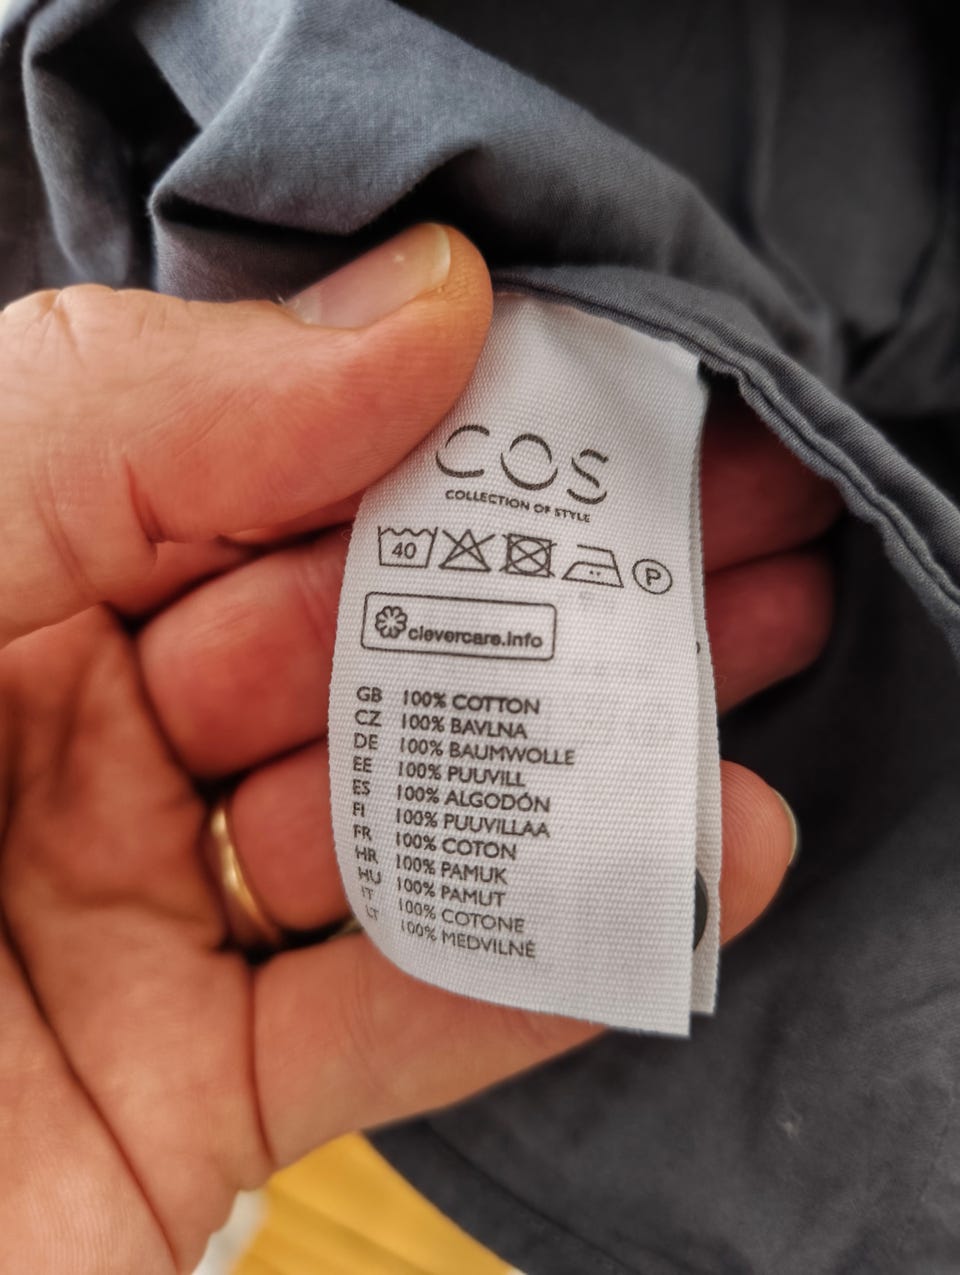 COS
COLLECTION OF STYLE
40 P
clevercare.info
GB 100% COTTON
CZ 100% BAVLNA
DE 100% BAUMWOLLE
EE 100% PUUVILL
ES 100% ALGODÓN
FI 100% PUUVILLAA
FR 100% COTON
HR 100% PAMUK
HU 100% PAMUT
IT 100% COTONE
LT 100% MEDVILNĖ